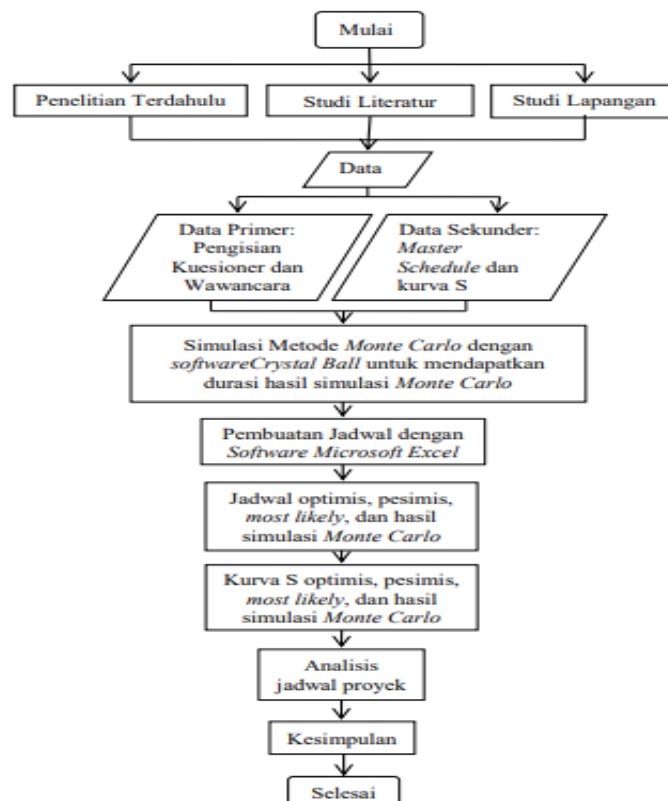 Mulai
Penelitian Terdahulu
Studi Literatur
Studi Lapangan
Data
Data Primer:
Pengisian
Kuesioner dan
Wawancara
Data Sekunder:
Master
Schedule dan
kurva S
Simulasi Metode Monte Carlo dengan
softwareCrystal Ball untuk mendapatkan
durasi hasil simulasi Monte Carlo
Pembuatan Jadwal dengan
Software Microsoft Excel
Jadwal optimis, pesimis,
most likely, dan hasil
simulasi Monte Carlo
Kurva S optimis, pesimis,
most likely, dan hasil
simulasi Monte Carlo
Analisis
jadwal proyek
Kesimpulan
Selesai